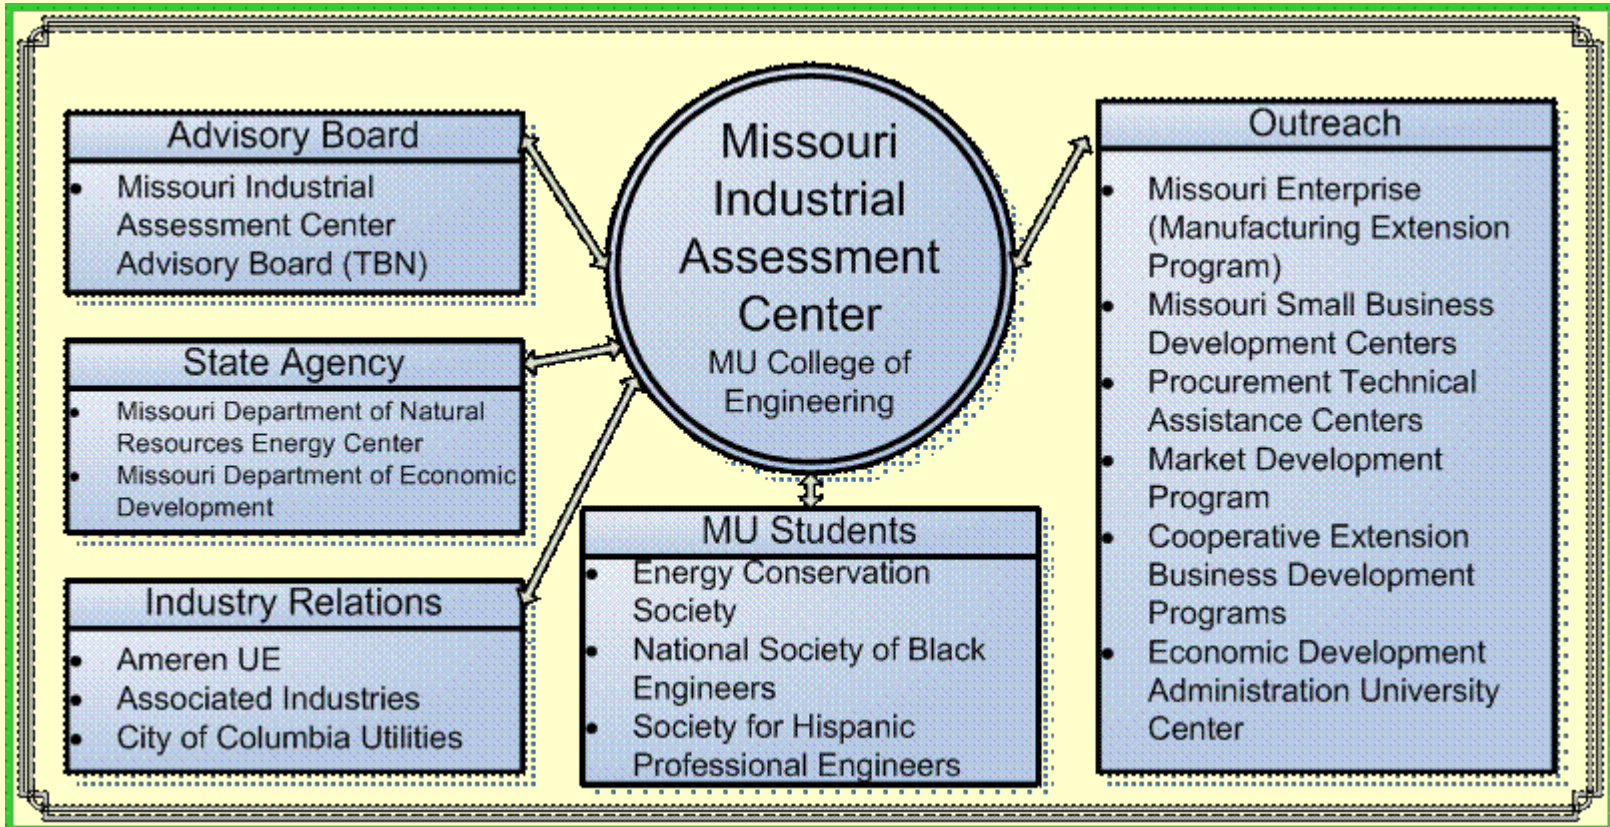 Missouri
Industrial
Assessment
Center
MU College of
Engineering
Advisory Board
• Missouri Industrial
Assessment Center
Advisory Board (TBN)
State Agency
• Missouri Department of Natural
Resources Energy Center
• Missouri Department of Economic
Development
Industry Relations
• Ameren UE
• Associated Industries
• City of Columbia Utilities
MU Students
• Energy Conservation
Society
• National Society of Black
Engineers
• Society for Hispanic
Professional Engineers
Outreach
• Missouri Enterprise
(Manufacturing Extension
Program)
• Missouri Small Business
Development Centers
• Procurement Technical
Assistance Centers
• Market Development
Program
• Cooperative Extension
Business Development
Programs
• Economic Development
Administration University
Center